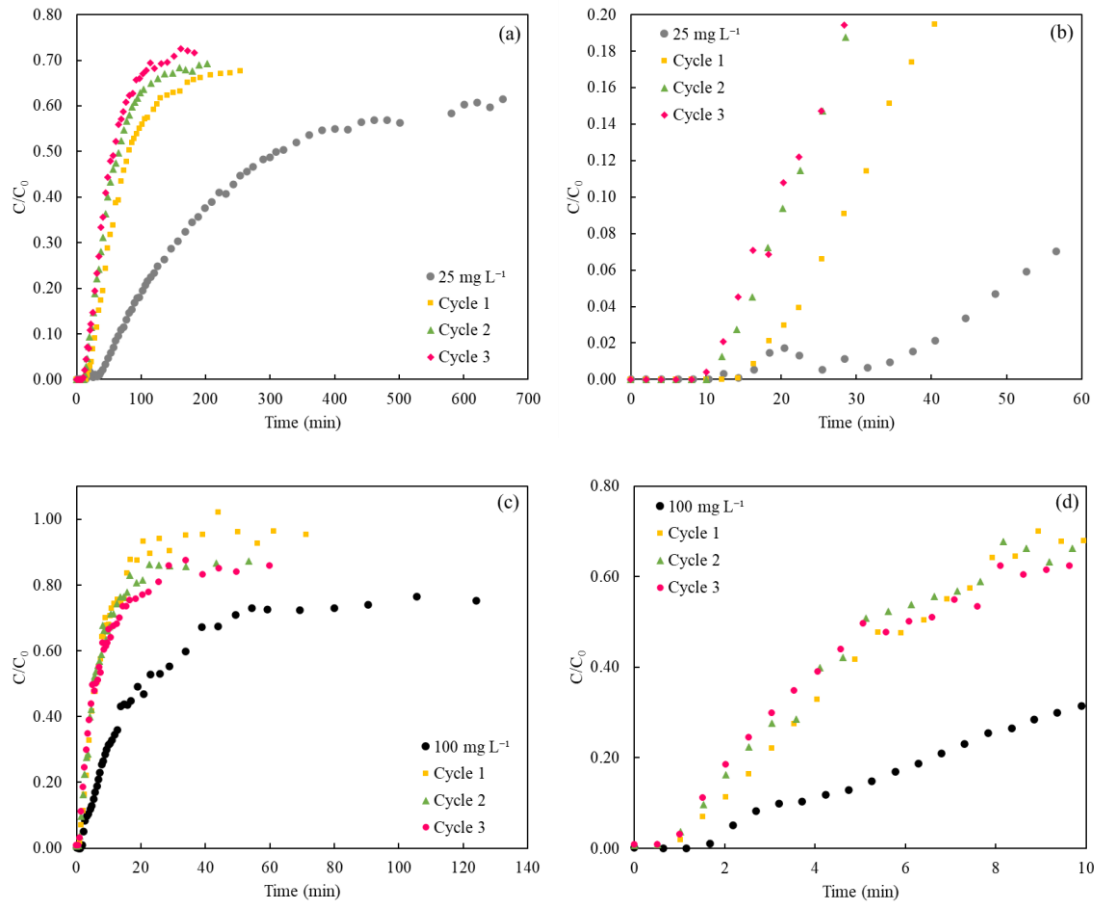 (a)
0.80
0.70
0.60
0.50
0.40
0.30
0.20
0.10
0.00
C/C₀
25 mg L⁻¹
Cycle 1
Cycle 2
Cycle 3
0 100 200 300 400 500 600 700
Time (min)
(b)
0.20
0.18
0.16
0.14
0.12
0.10
0.08
0.06
0.04
0.02
0.00
C/C₀
25 mg L⁻¹
Cycle 1
Cycle 2
Cycle 3
0 10 20 30 40 50 60
Time (min)
(c)
1.00
0.80
0.60
0.40
0.20
0.00
C/C₀
100 mg L⁻¹
Cycle 1
Cycle 2
Cycle 3
0 20 40 60 80 100 120 140
Time (min)
(d)
0.80
0.60
0.40
0.20
0.00
C/C₀
100 mg L⁻¹
Cycle 1
Cycle 2
Cycle 3
0 2 4 6 8 10
Time (min)